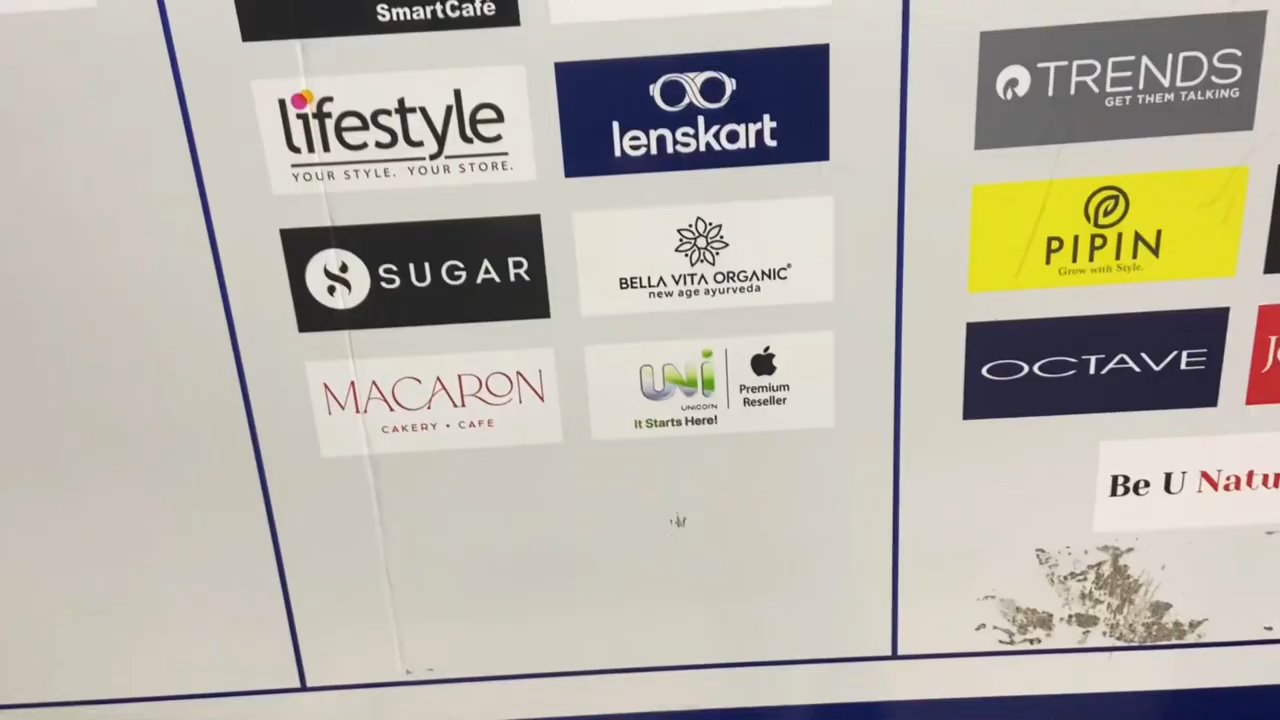 SmartCafé
lifestyle
YOUR STYLE. YOUR STORE.
lenskart
SUGAR
BELLA VITA ORGANIC®
new age ayurveda
MACARON
CAKERY • CAFE
UNi
UNICORN
It Starts Here!
Premium
Reseller
TRENDS
GET THEM TALKING
PIPIN
Grow with Style.
OCTAVE
Be U Natu